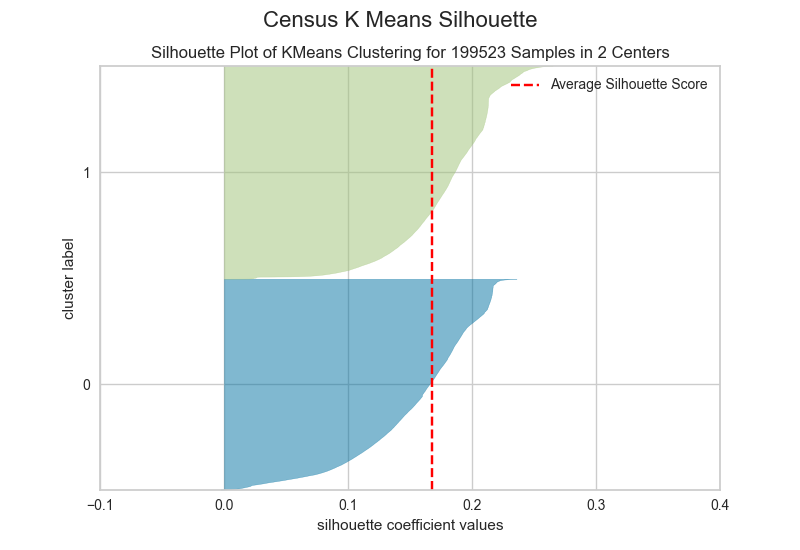 Census K Means Silhouette
Silhouette Plot of KMeans Clustering for 199523 Samples in 2 Centers
Average Silhouette Score
1
cluster label
0
−0.1 0.0 0.1 0.2 0.3 0.4
silhouette coefficient values